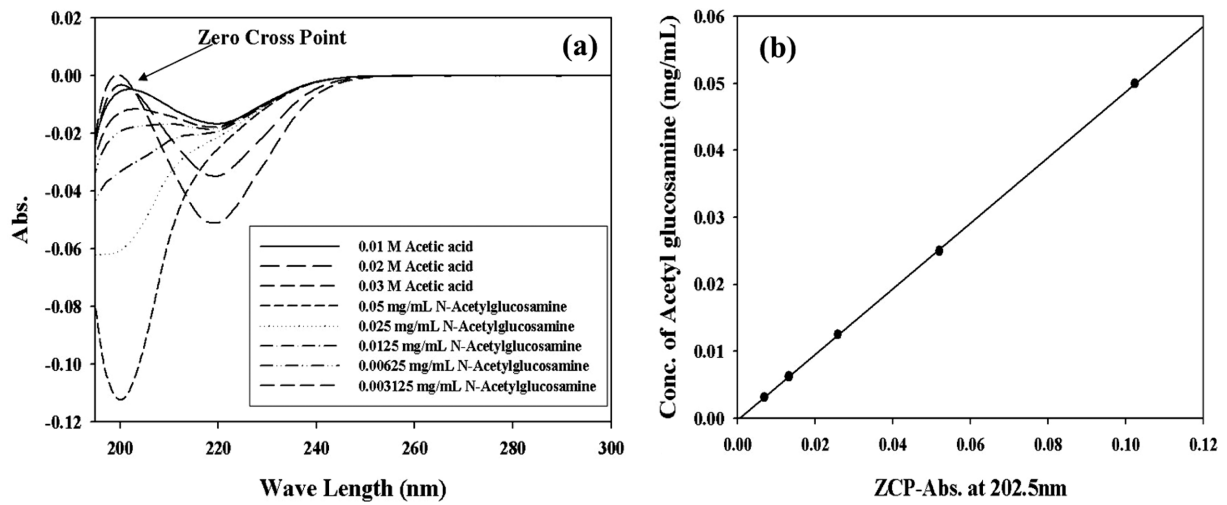 0.02
Zero Cross Point
(a)
0.00
-0.02
-0.04
-0.06
-0.08
-0.10
-0.12
Abs.
0.01 M Acetic acid
0.02 M Acetic acid
0.03 M Acetic acid
0.05 mg/mL N-Acetylglucosamine
0.025 mg/mL N-Acetylglucosamine
0.0125 mg/mL N-Acetylglucosamine
0.00625 mg/mL N-Acetylglucosamine
0.003125 mg/mL N-Acetylglucosamine
200 220 240 260 280 300
Wave Length (nm)
(b)
0.06
0.05
0.04
0.03
0.02
0.01
0.00
Conc. of Acetyl glucosamine (mg/mL)
0.00 0.02 0.04 0.06 0.08 0.10 0.12
ZCP-Abs. at 202.5nm